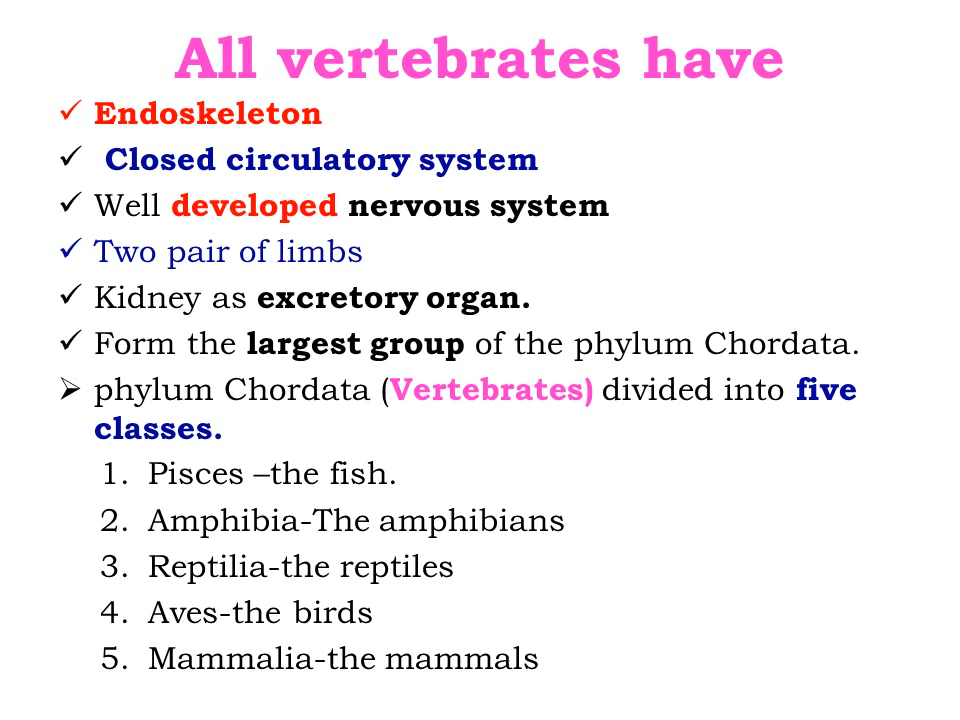 All vertebrates have
✓ Endoskeleton
✓ Closed circulatory system
✓ Well developed nervous system
✓ Two pair of limbs
✓ Kidney as excretory organ.
✓ Form the largest group of the phylum Chordata.
➢ phylum Chordata (Vertebrates) divided into five
classes.
1. Pisces –the fish.
2. Amphibia-The amphibians
3. Reptilia-the reptiles
4. Aves-the birds
5. Mammalia-the mammals